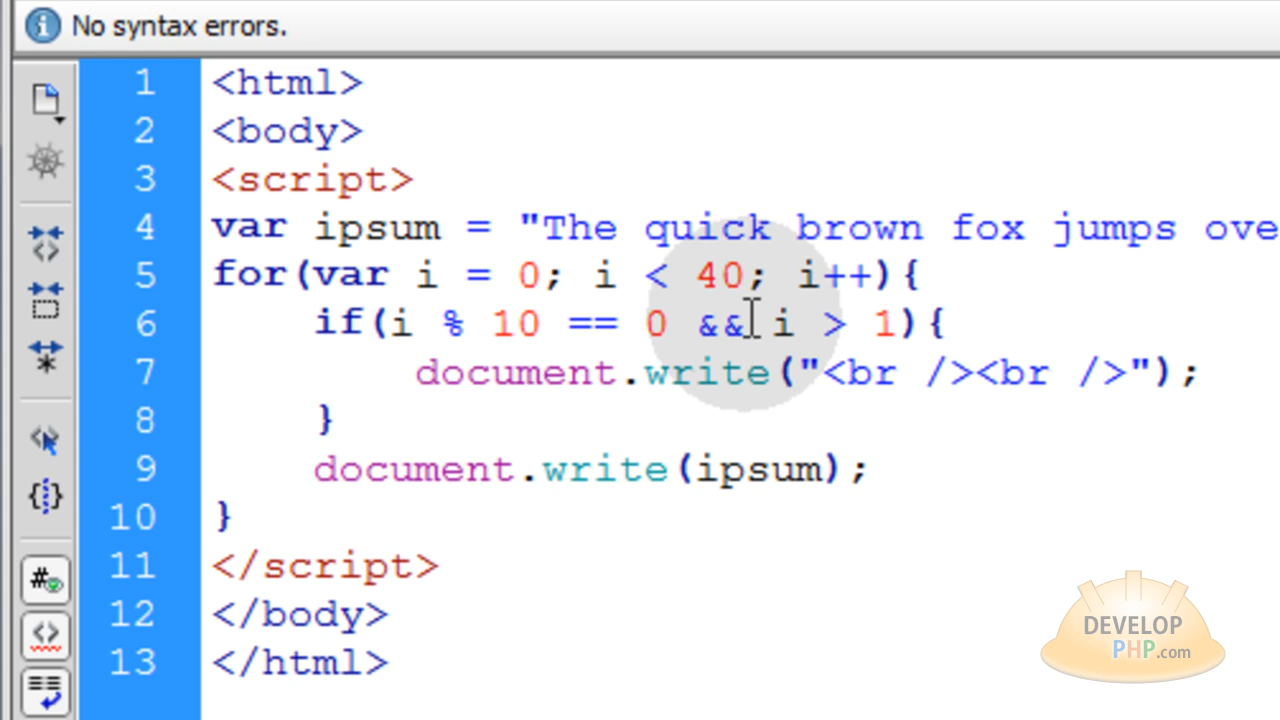 No syntax errors.
1 <html>
2 <body>
3 <script>
4 var ipsum = "The quick brown fox jumps ove
5 for(var i = 0; i < 40; i++){
6 if(i % 10 == 0 && i > 1){
7 document.write("<br /><br />");
8 }
9 document.write(ipsum);
10 }
11 </script>
12 </body>
13 </html>
DEVELOP
PHP.com